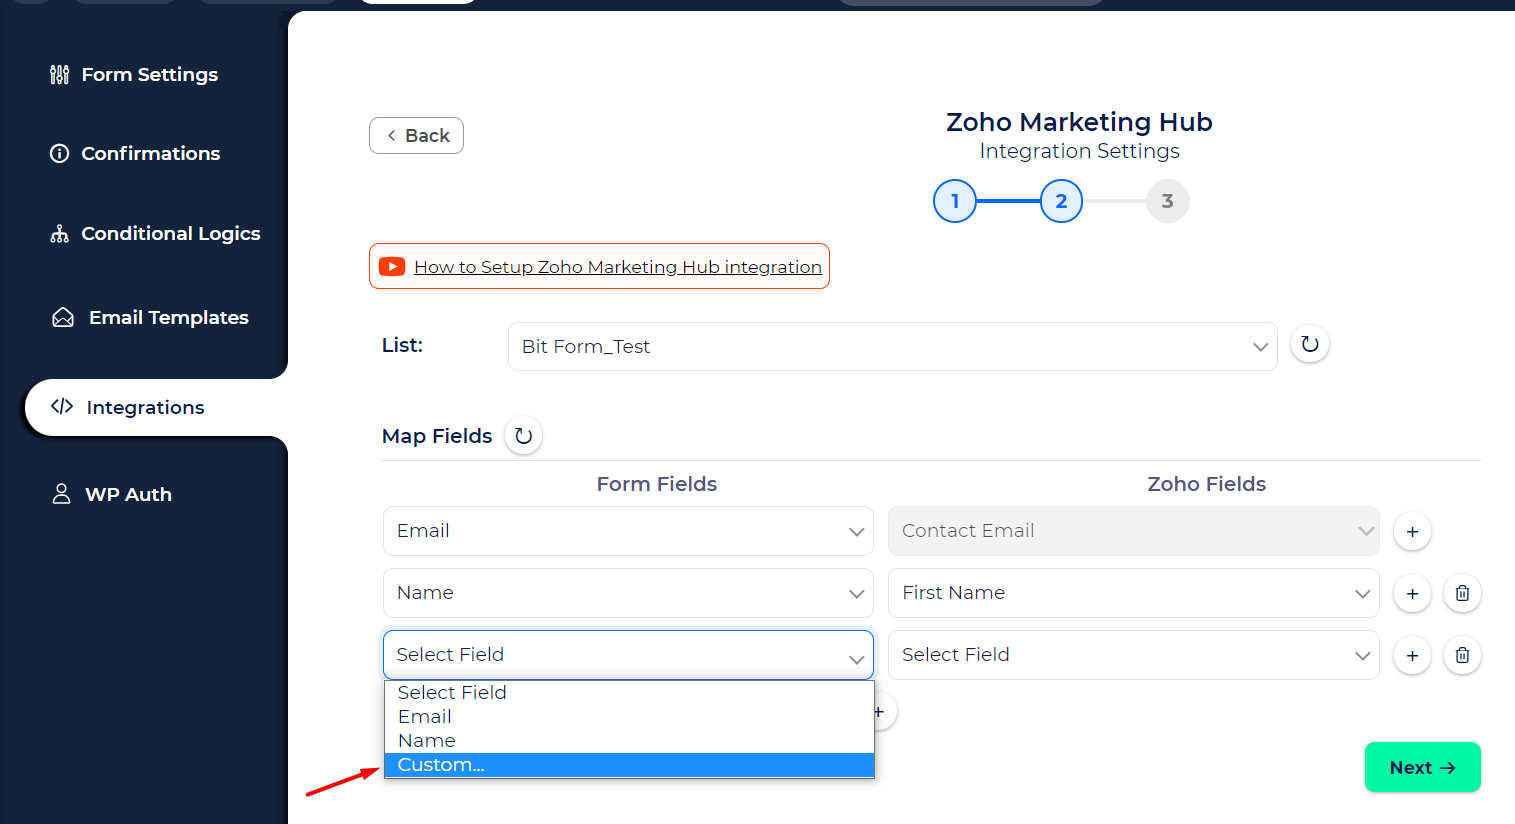 Form Settings
Confirmations
Conditional Logics
Email Templates
Integrations
WP Auth
Back
Zoho Marketing Hub
Integration Settings
1 2 3
How to Setup Zoho Marketing Hub integration
List: Bit Form_Test
Map Fields
Form Fields Zoho Fields
Email Contact Email +
Name First Name +
Select Field Select Field +
Select Field
Email
Name
Custom...
+
Next →